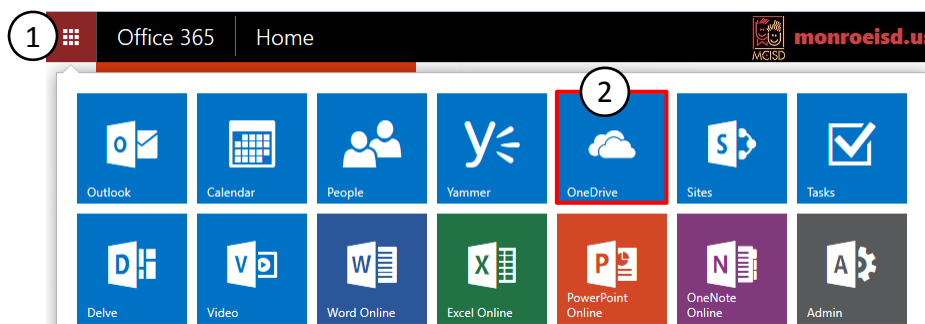 1
Office 365
Home
MCISD
monroeisd.us
2
Outlook
Calendar
People
Yammer
OneDrive
Sites
Tasks
Delve
Video
Word Online
Excel Online
PowerPoint
Online
OneNote
Online
Admin